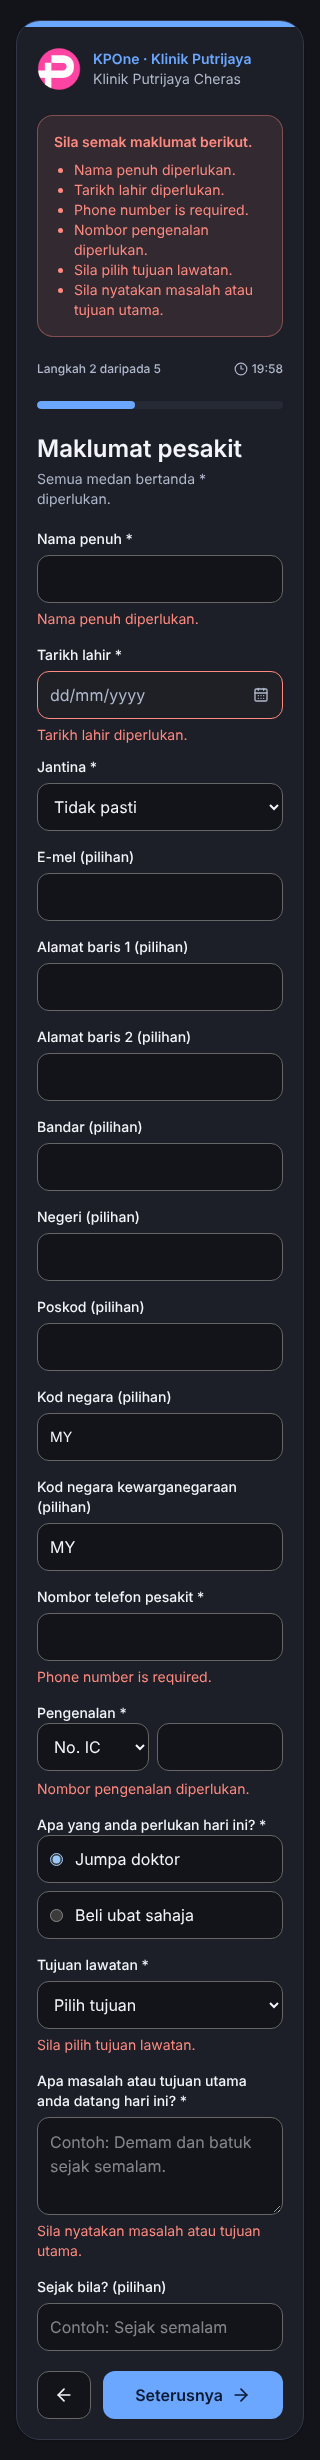 KPOne · Klinik Putrijaya
Klinik Putrijaya Cheras
Sila semak maklumat berikut.
• Nama penuh diperlukan.
• Tarikh lahir diperlukan.
• Phone number is required.
• Nombor pengenalan
diperlukan.
• Sila pilih tujuan lawatan.
• Sila nyatakan masalah atau
tujuan utama.
Langkah 2 daripada 5 19:58
Maklumat pesakit
Semua medan bertanda *
diperlukan.
Nama penuh *
Nama penuh diperlukan.
Tarikh lahir *
dd/mm/yyyy
Tarikh lahir diperlukan.
Jantina *
Tidak pasti
E-mel (pilihan)
Alamat baris 1 (pilihan)
Alamat baris 2 (pilihan)
Bandar (pilihan)
Negeri (pilihan)
Poskod (pilihan)
Kod negara (pilihan)
MY
Kod negara kewarganegaraan
(pilihan)
MY
Nombor telefon pesakit *
Phone number is required.
Pengenalan *
No. IC
Nombor pengenalan diperlukan.
Apa yang anda perlukan hari ini? *
Jumpa doktor
Beli ubat sahaja
Tujuan lawatan *
Pilih tujuan
Sila pilih tujuan lawatan.
Apa masalah atau tujuan utama
anda datang hari ini? *
Contoh: Demam dan batuk
sejak semalam.
Sila nyatakan masalah atau tujuan
utama.
Sejak bila? (pilihan)
Contoh: Sejak semalam
Seterusnya